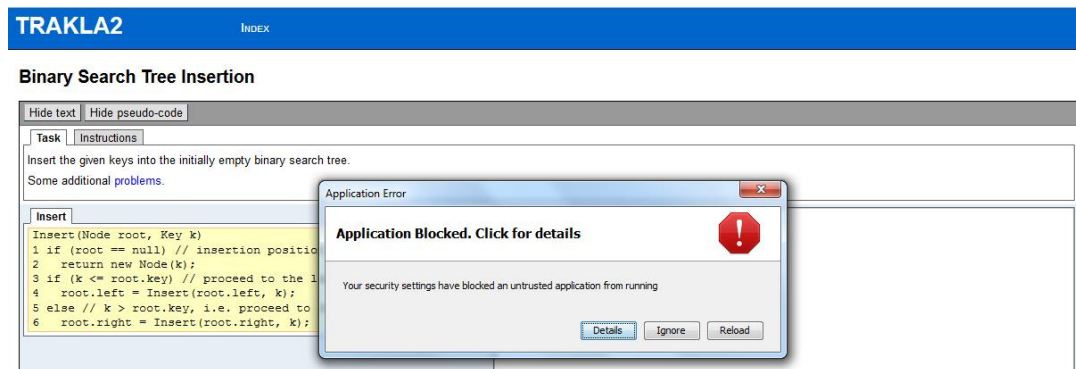 TRAKLA2 INDEX
Binary Search Tree Insertion
Hide text Hide pseudo-code
Task Instructions
Insert the given keys into the initially empty binary search tree.
Some additional problems.
Application Error
Application Blocked. Click for details
Your security settings have blocked an untrusted application from running
Details Ignore Reload
Insert
Insert(Node root, Key k)
1 if (root == null) // insertion positio
2 return new Node(k);
3 if (k <= root.key) // proceed to the l
4 root.left = Insert(root.left, k);
5 else // k > root.key, i.e. proceed to
6 root.right = Insert(root.right, k);